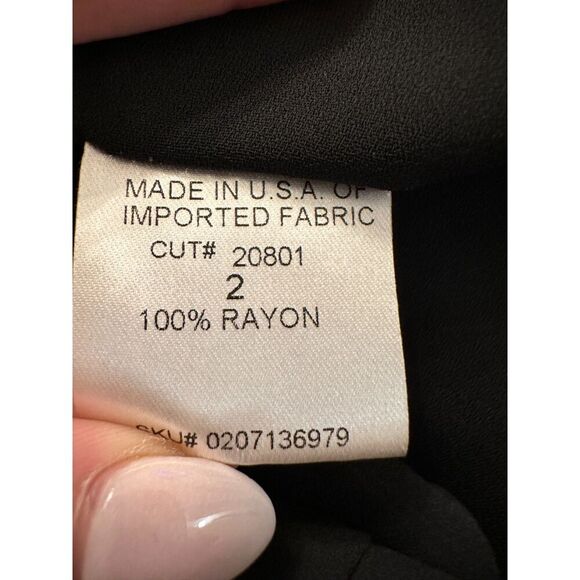 MADE IN U.S.A. OF
IMPORTED FABRIC
CUT# 20801
2
100% RAYON
SKU# 0207136979